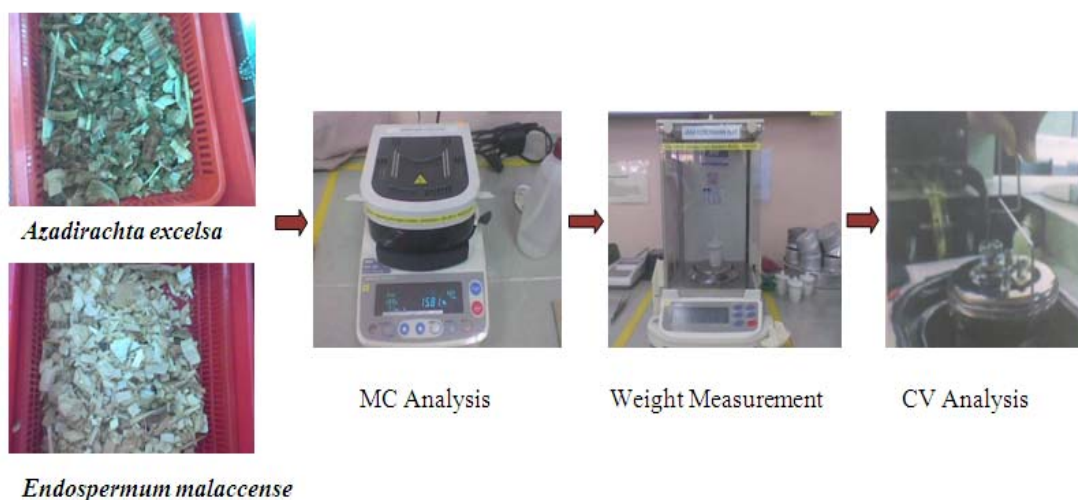 Azadirachta excelsa
MC Analysis
Weight Measurement
CV Analysis
Endospermum malaccense